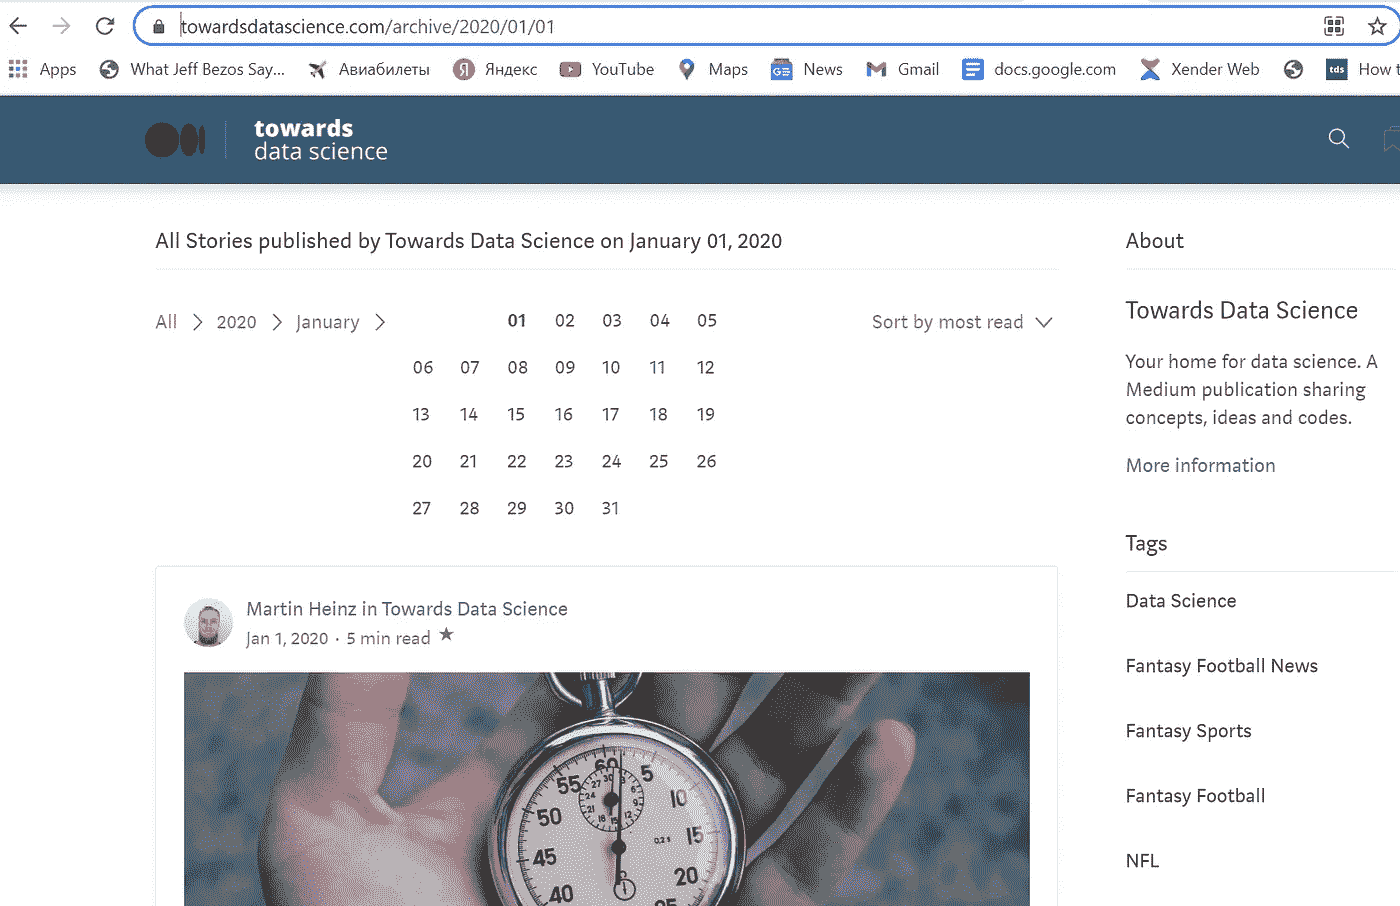 towardsdatascience.com/archive/2020/01/01
Apps What Jeff Bezos Say... Авиабилеты Яндекс YouTube Maps News Gmail docs.google.com Xender Web tds How t
towards
data science
All Stories published by Towards Data Science on January 01, 2020
All 2020 January
01 02 03 04 05
06 07 08 09 10 11 12
13 14 15 16 17 18 19
20 21 22 23 24 25 26
27 28 29 30 31
Sort by most read
Martin Heinz in Towards Data Science
Jan 1, 2020 · 5 min read
60 5 10 15 20 25 40 45 50 55
About
Towards Data Science
Your home for data science. A
Medium publication sharing
concepts, ideas and codes.
More information
Tags
Data Science
Fantasy Football News
Fantasy Sports
Fantasy Football
NFL